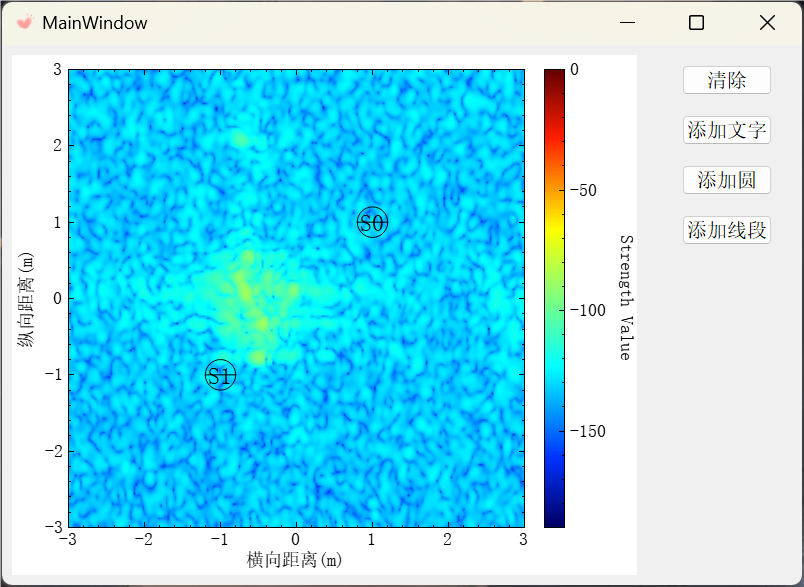 MainWindow
清除
添加文字
添加圆
添加线段
3
2
1
0
−1
−2
−3
纵向距离(m)
S0
S1
−3
−2
−1
0
1
2
3
横向距离(m)
0
−50
−100
−150
Strength Value